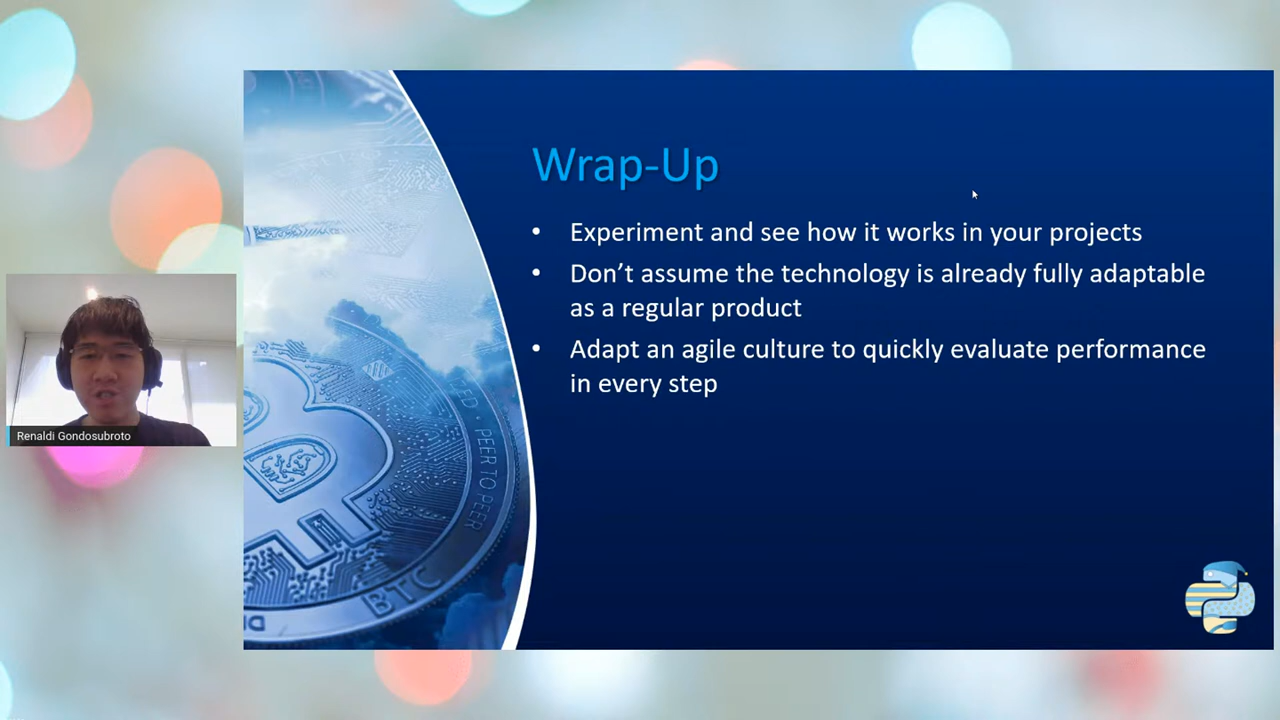 Wrap-Up
• Experiment and see how it works in your projects
• Don’t assume the technology is already fully adaptable
as a regular product
• Adapt an agile culture to quickly evaluate performance
in every step
PEER TO PEER
BTC
Renaldi Gondosubroto